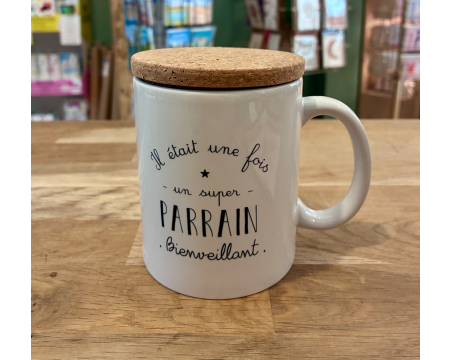 Il était une fois
- un super -
PARRAIN
. Bienveillant .